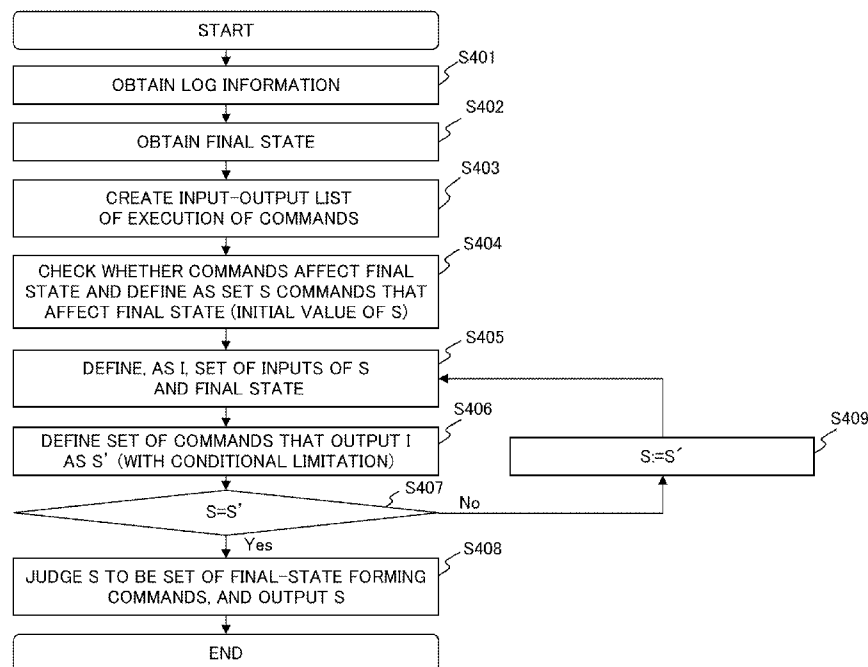 START
S401
OBTAIN LOG INFORMATION
S402
OBTAIN FINAL STATE
S403
CREATE INPUT-OUTPUT LIST
OF EXECUTION OF COMMANDS
S404
CHECK WHETHER COMMANDS AFFECT FINAL
STATE AND DEFINE AS SET S COMMANDS THAT
AFFECT FINAL STATE (INITIAL VALUE OF S)
S405
DEFINE, AS I, SET OF INPUTS OF S
AND FINAL STATE
S406
DEFINE SET OF COMMANDS THAT OUTPUT I
AS S' (WITH CONDITIONAL LIMITATION)
S409
S:=S´
S407
S=S'
No
Yes
S408
JUDGE S TO BE SET OF FINAL-STATE FORMING
COMMANDS, AND OUTPUT S
END